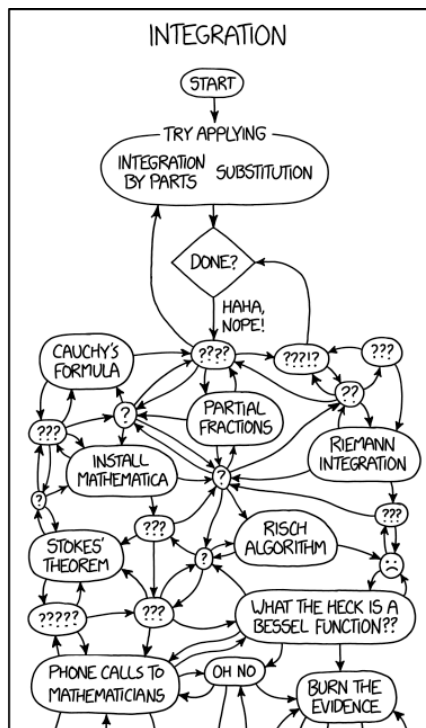 INTEGRATION
START
TRY APPLYING
INTEGRATION
BY PARTS
SUBSTITUTION
DONE?
HAHA,
NOPE!
CAUCHY'S
FORMULA
????
???!?
???
??
?
PARTIAL
FRACTIONS
???
RIEMANN
INTEGRATION
INSTALL
MATHEMATICA
?
?
???
???
STOKES'
THEOREM
?
RISCH
ALGORITHM
?????
???
WHAT THE HECK IS A
BESSEL FUNCTION??
PHONE CALLS TO
MATHEMATICIANS
OH NO
BURN THE
EVIDENCE